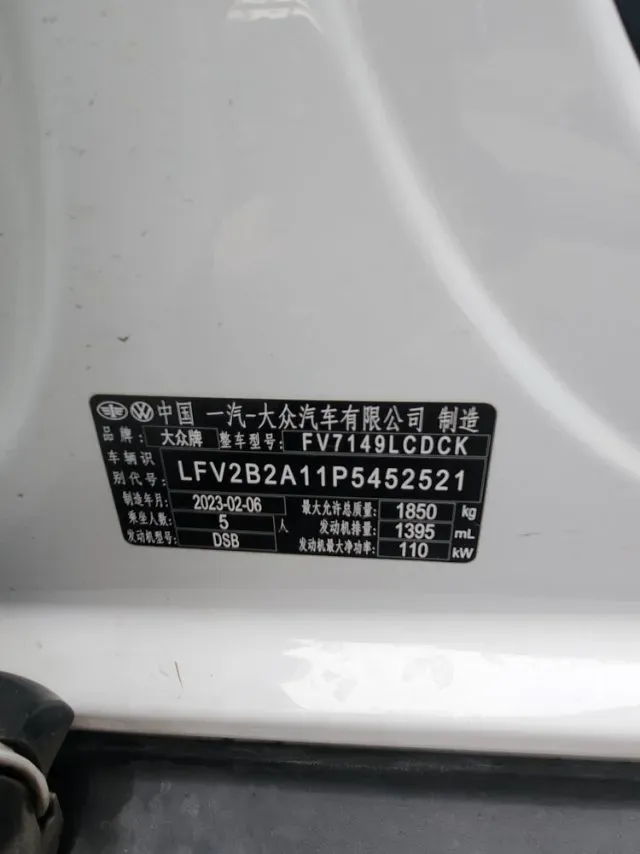 中国 一汽-大众汽车有限公司 制造
品牌: 大众牌 整车型号: FV7149LCDCK
车辆识别代号: LFV2B2A11P5452521
制造年月: 2023-02-06 最大允许总质量: 1850 kg
乘坐人数: 5 人 发动机排量: 1395 mL
发动机型号: DSB 发动机最大净功率: 110 kW